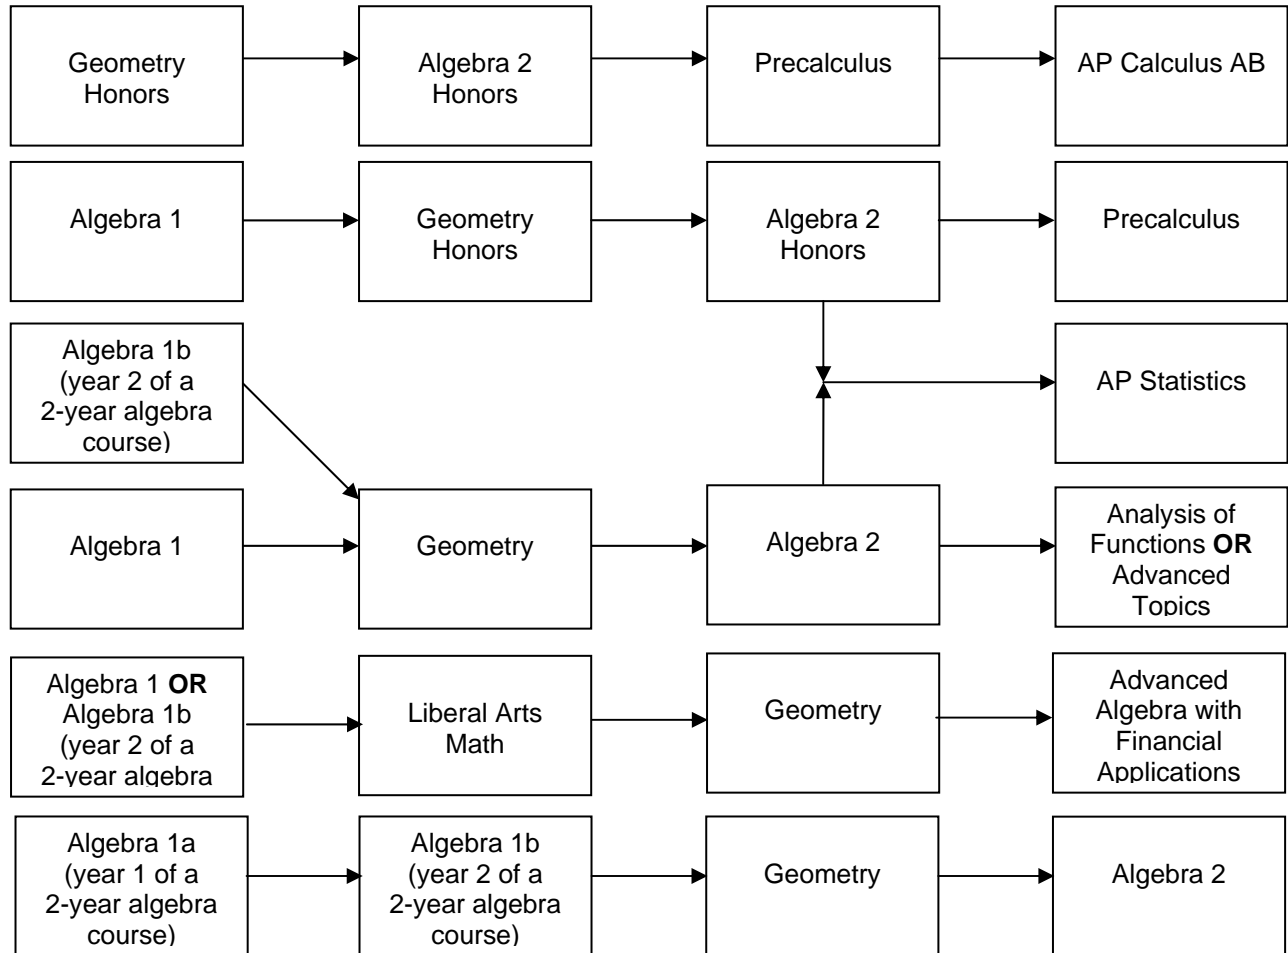 Geometry
Honors
Algebra 2
Honors
Precalculus
AP Calculus AB
Algebra 1
Geometry
Honors
Algebra 2
Honors
Precalculus
Algebra 1b
(year 2 of a
2-year algebra
course)
AP Statistics
Algebra 1
Geometry
Algebra 2
Analysis of
Functions OR
Advanced
Topics
Algebra 1 OR
Algebra 1b
(year 2 of a
2-year algebra
Liberal Arts
Math
Geometry
Advanced
Algebra with
Financial
Applications
Algebra 1a
(year 1 of a
2-year algebra
course)
Algebra 1b
(year 2 of a
2-year algebra
course)
Geometry
Algebra 2